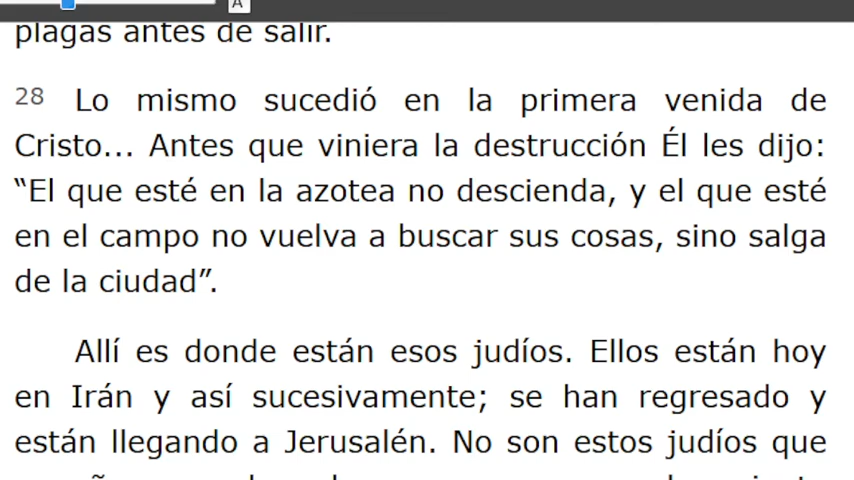 A
plagas antes de salir.
28 Lo mismo sucedió en la primera venida de
Cristo... Antes que viniera la destrucción Él les dijo:
“El que esté en la azotea no descienda, y el que esté
en el campo no vuelva a buscar sus cosas, sino salga
de la ciudad”.
Allí es donde están esos judíos. Ellos están hoy
en Irán y así sucesivamente; se han regresado y
están llegando a Jerusalén. No son estos judíos que